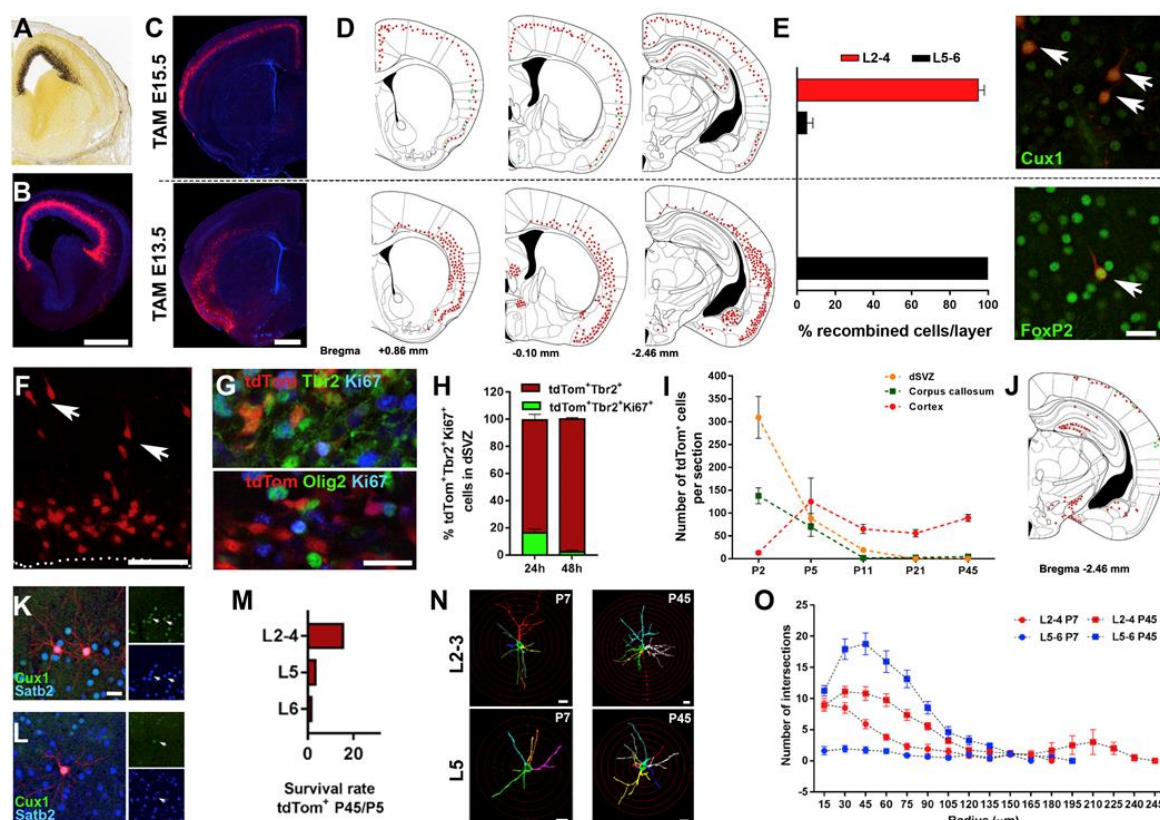 A
B
TAM E15.5
TAM E13.5
C
D
Bregma
+0.86 mm
-0.10 mm
-2.46 mm
E
L2-4
L5-6
0 20 40 60 80 100
% recombined cells/layer
Cux1
FoxP2
F
G
tdTom Tbr2 Ki67
tdTom Olig2 Ki67
H
tdTom+Tbr2+
tdTom+Tbr2+Ki67+
% tdTom+Tbr2+Ki67+
cells in dSVZ
120
100
80
60
40
20
0
24h 48h
I
dSVZ
Corpus callosum
Cortex
Number of tdTom+ cells
per section
400
350
300
250
200
150
100
50
0
P2 P5 P11 P21 P45
J
Bregma -2.46 mm
K
Cux1
Satb2
L
Cux1
Satb2
M
L2-4
L5
L6
0 20
Survival rate
tdTom+ P45/P5
N
L2-3
P7
P45
L5
P7
P45
O
L2-4 P7
L2-4 P45
L5-6 P7
L5-6 P45
Number of intersections
25
20
15
10
5
0
-5
15 30 45 60 75 90 105 120 135 150 165 180 195 210 225 240 245
Radius (μm)